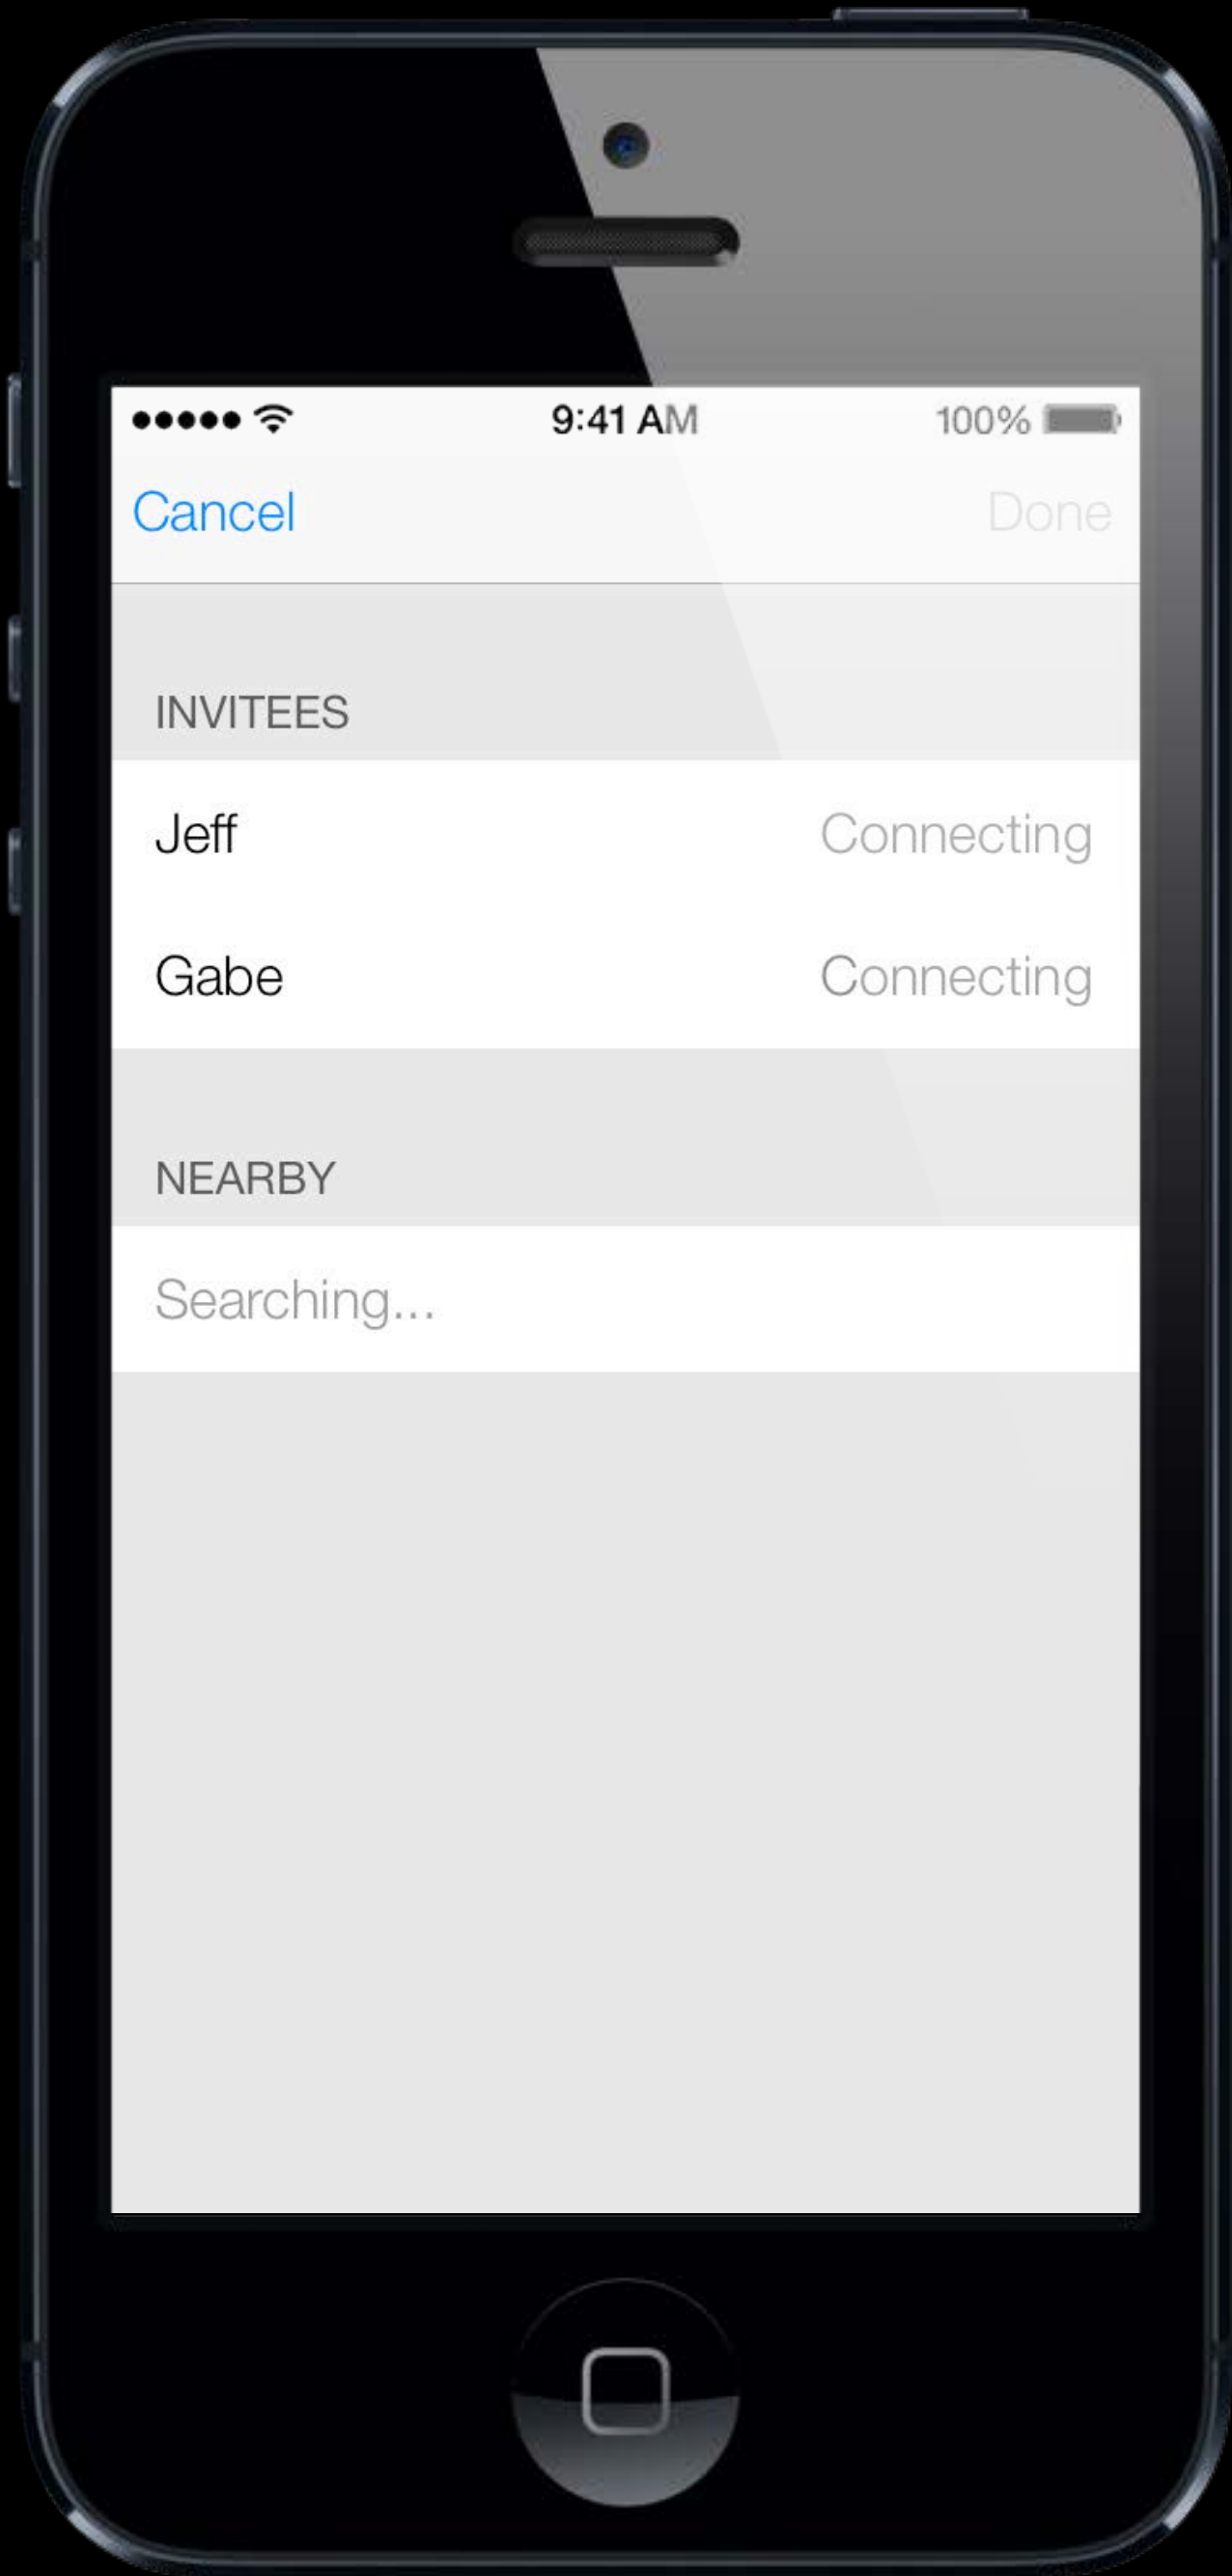 9:41 AM 100%
Cancel Done
INVITEES
Jeff Connecting
Gabe Connecting
NEARBY
Searching...